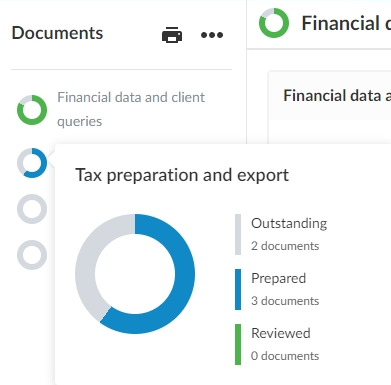 Documents
Financial d
Financial data and client
queries
Financial data a
Tax preparation and export
Outstanding
2 documents
Prepared
3 documents
Reviewed
0 documents